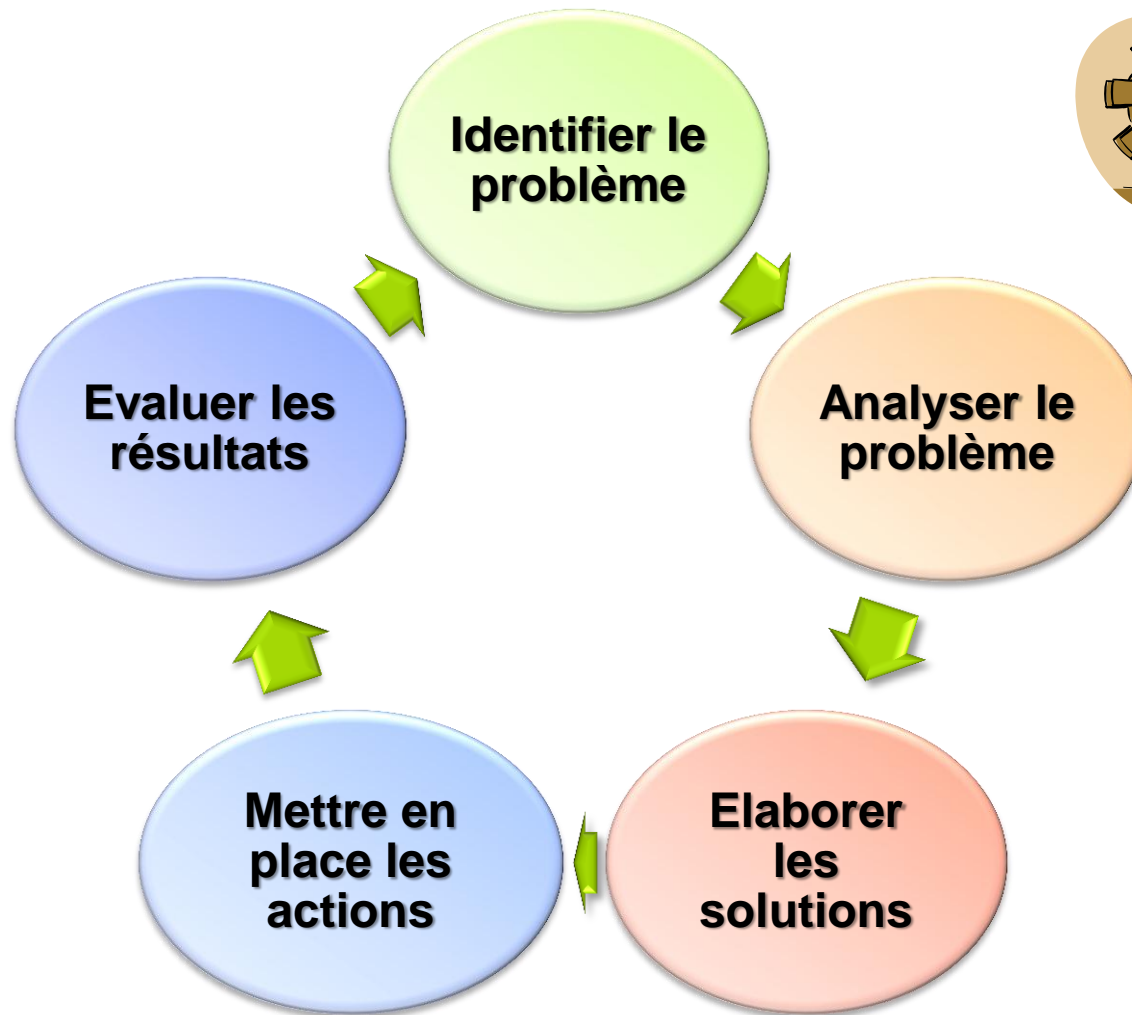 Identifier le
problème
Analyser le
problème
Elaborer
les
solutions
Mettre en
place les
actions
Evaluer les
résultats